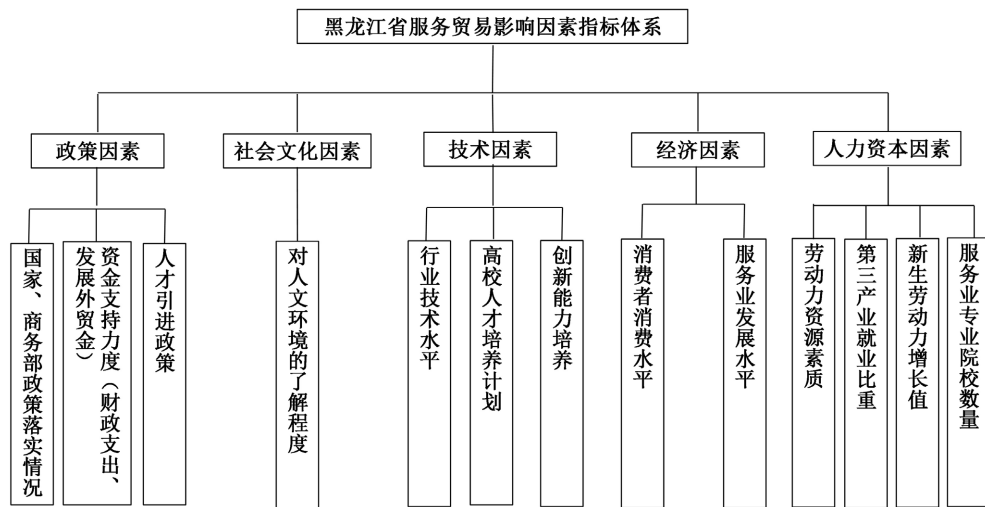 黑龙江省服务贸易影响因素指标体系
政策因素
社会文化因素
技术因素
经济因素
人力资本因素
国家、商务部政策落实情况
资金支持力度（财政支出、
发展外贸金）
人才引进政策
对人文环境的了解程度
行业技术水平
高校人才培养计划
创新能力培养
消费者消费水平
服务业发展水平
劳动力资源素质
第三产业就业比重
新生劳动力增长值
服务业专业院校数量